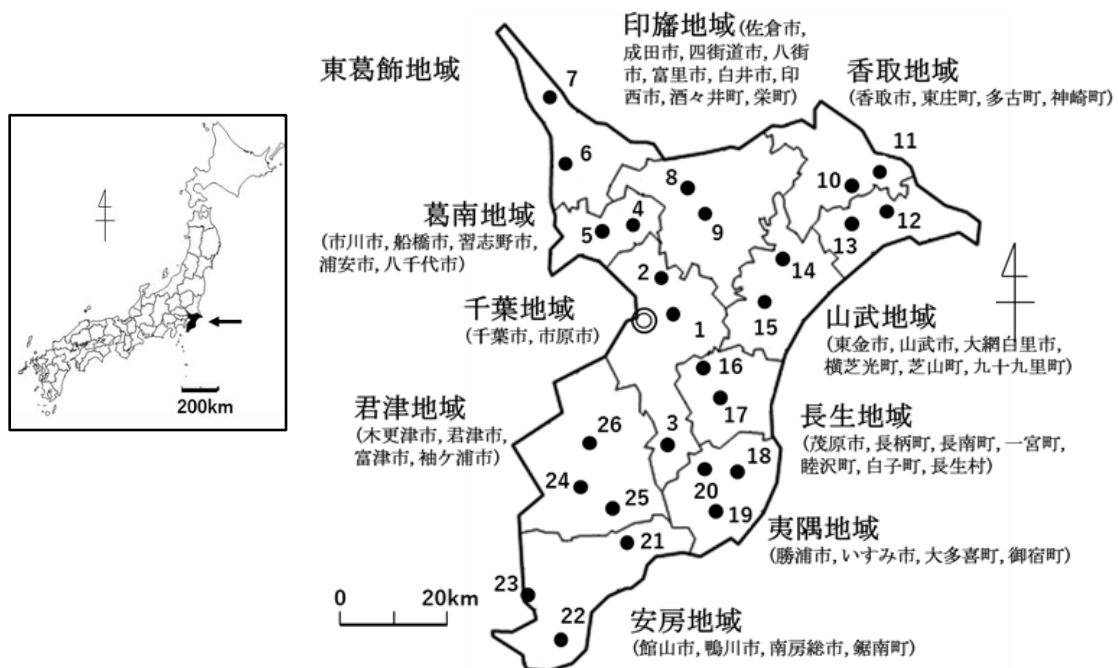 200km
東葛飾地域
印旛地域(佐倉市,
成田市, 四街道市, 八街
市, 富里市, 白井市, 印
西市, 酒々井町, 栄町)
香取地域
(香取市, 東庄町, 多古町, 神崎町)
葛南地域
(市川市, 船橋市, 習志野市,
浦安市, 八千代市)
千葉地域
(千葉市, 市原市)
君津地域
(木更津市, 君津市,
富津市, 袖ケ浦市)
山武地域
(東金市, 山武市, 大網白里市,
横芝光町, 芝山町, 九十九里町)
長生地域
(茂原市, 長柄町, 長南町, 一宮町,
睦沢町, 白子町, 長生村)
夷隅地域
(勝浦市, いすみ市, 大多喜町, 御宿町)
安房地域
(館山市, 鴨川市, 南房総市, 鋸南町)
7
6
8
4
5
9
2
1
11
10
12
13
14
15
16
17
3
26
24
25
18
20
19
21
23
22
0
20km